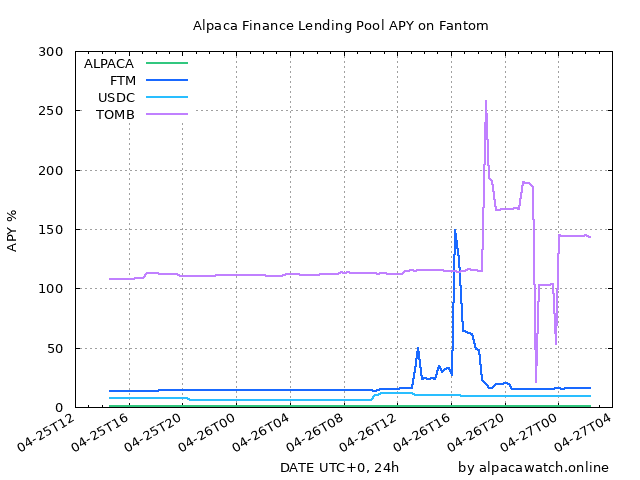 Alpaca Finance Lending Pool APY on Fantom
300
250
200
150
100
50
0
APY %
ALPACA
FTM
USDC
TOMB
04-25T12
04-25T16
04-25T20
04-26T00
04-26T04
04-26T08
04-26T12
04-26T16
04-26T20
04-27T00
04-27T04
DATE UTC+0, 24h
by alpacawatch.online